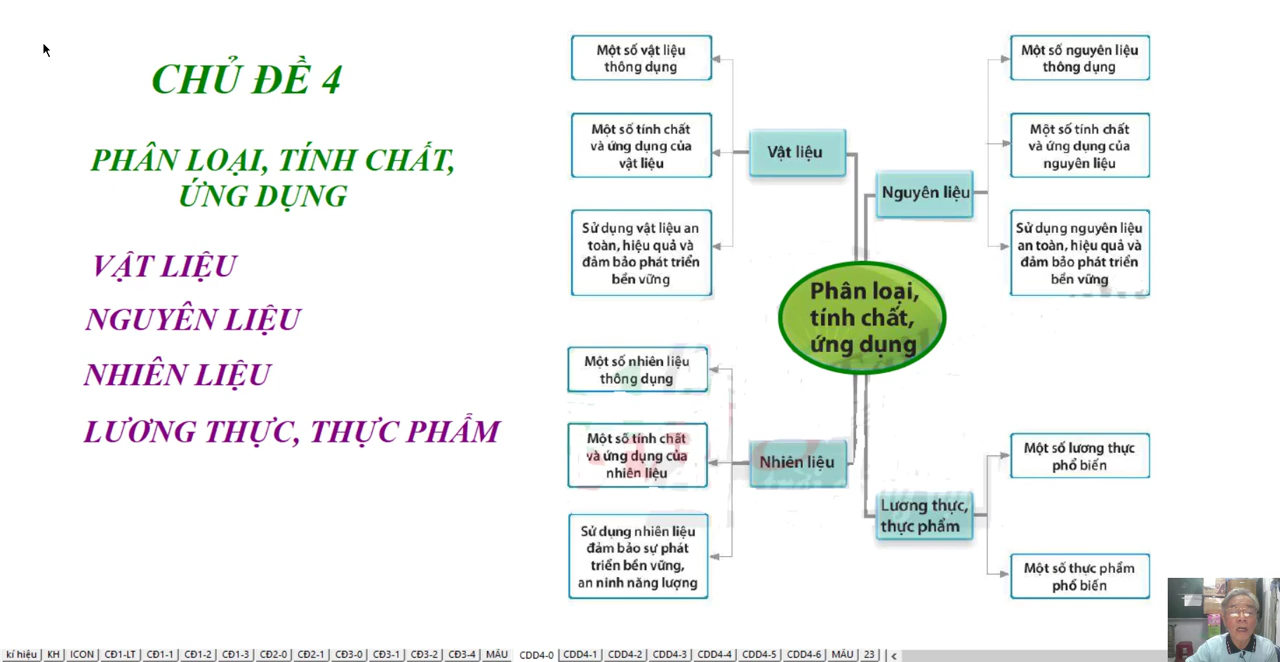 CHỦ ĐỀ 4
PHÂN LOẠI, TÍNH CHẤT,
ỨNG DỤNG
VẬT LIỆU
NGUYÊN LIỆU
NHIÊN LIỆU
LƯƠNG THỰC, THỰC PHẨM
Một số vật liệu
thông dụng
Một số tính chất
và ứng dụng của
vật liệu
Sử dụng vật liệu an
toàn, hiệu quả và
đảm bảo phát triển
bền vững
Vật liệu
Nguyên liệu
Một số nguyên liệu
thông dụng
Một số tính chất
và ứng dụng của
nguyên liệu
Sử dụng nguyên liệu
an toàn, hiệu quả và
đảm bảo phát triển
bền vững
Phân loại,
tính chất,
ứng dụng
Một số nhiên liệu
thông dụng
Một số tính chất
và ứng dụng của
nhiên liệu
Sử dụng nhiên liệu
đảm bảo sự phát
triển bền vững,
an ninh năng lượng
Nhiên liệu
Lương thực,
thực phẩm
Một số lương thực
phổ biến
Một số thực phẩm
phổ biến
kí hiệu KH ICON CĐ1-LT CĐ1-1 CĐ1-2 CĐ1-3 CĐ2-0 CĐ2-1 CĐ3-0 CĐ3-1 CĐ3-2 CĐ3-4 MẪU CDD4-0 CDD4-1 CDD4-2 CDD4-3 CDD4-4 CDD4-5 CDD4-6 MẪU 23